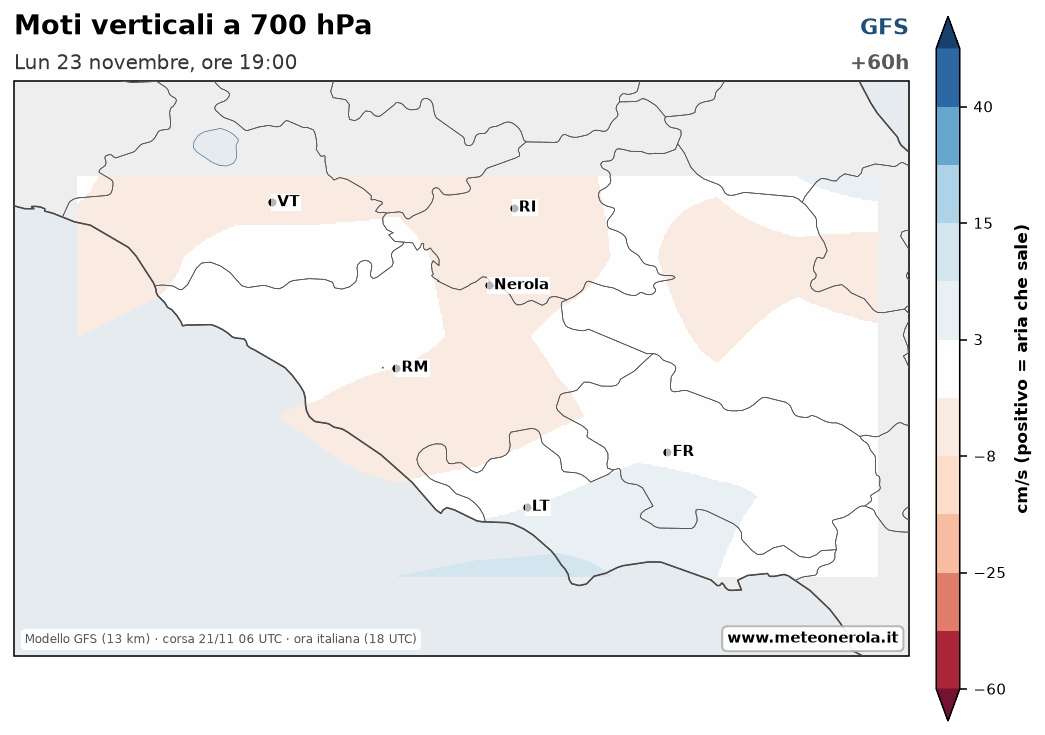 Moti verticali a 700 hPa
GFS
Lun 23 novembre, ore 19:00
+60h
VT
RI
Nerola
RM
FR
LT
40
15
3
−8
−25
−60
cm/s (positivo = aria che sale)
Modello GFS (13 km) · corsa 21/11 06 UTC · ora italiana (18 UTC)
www.meteonerola.it